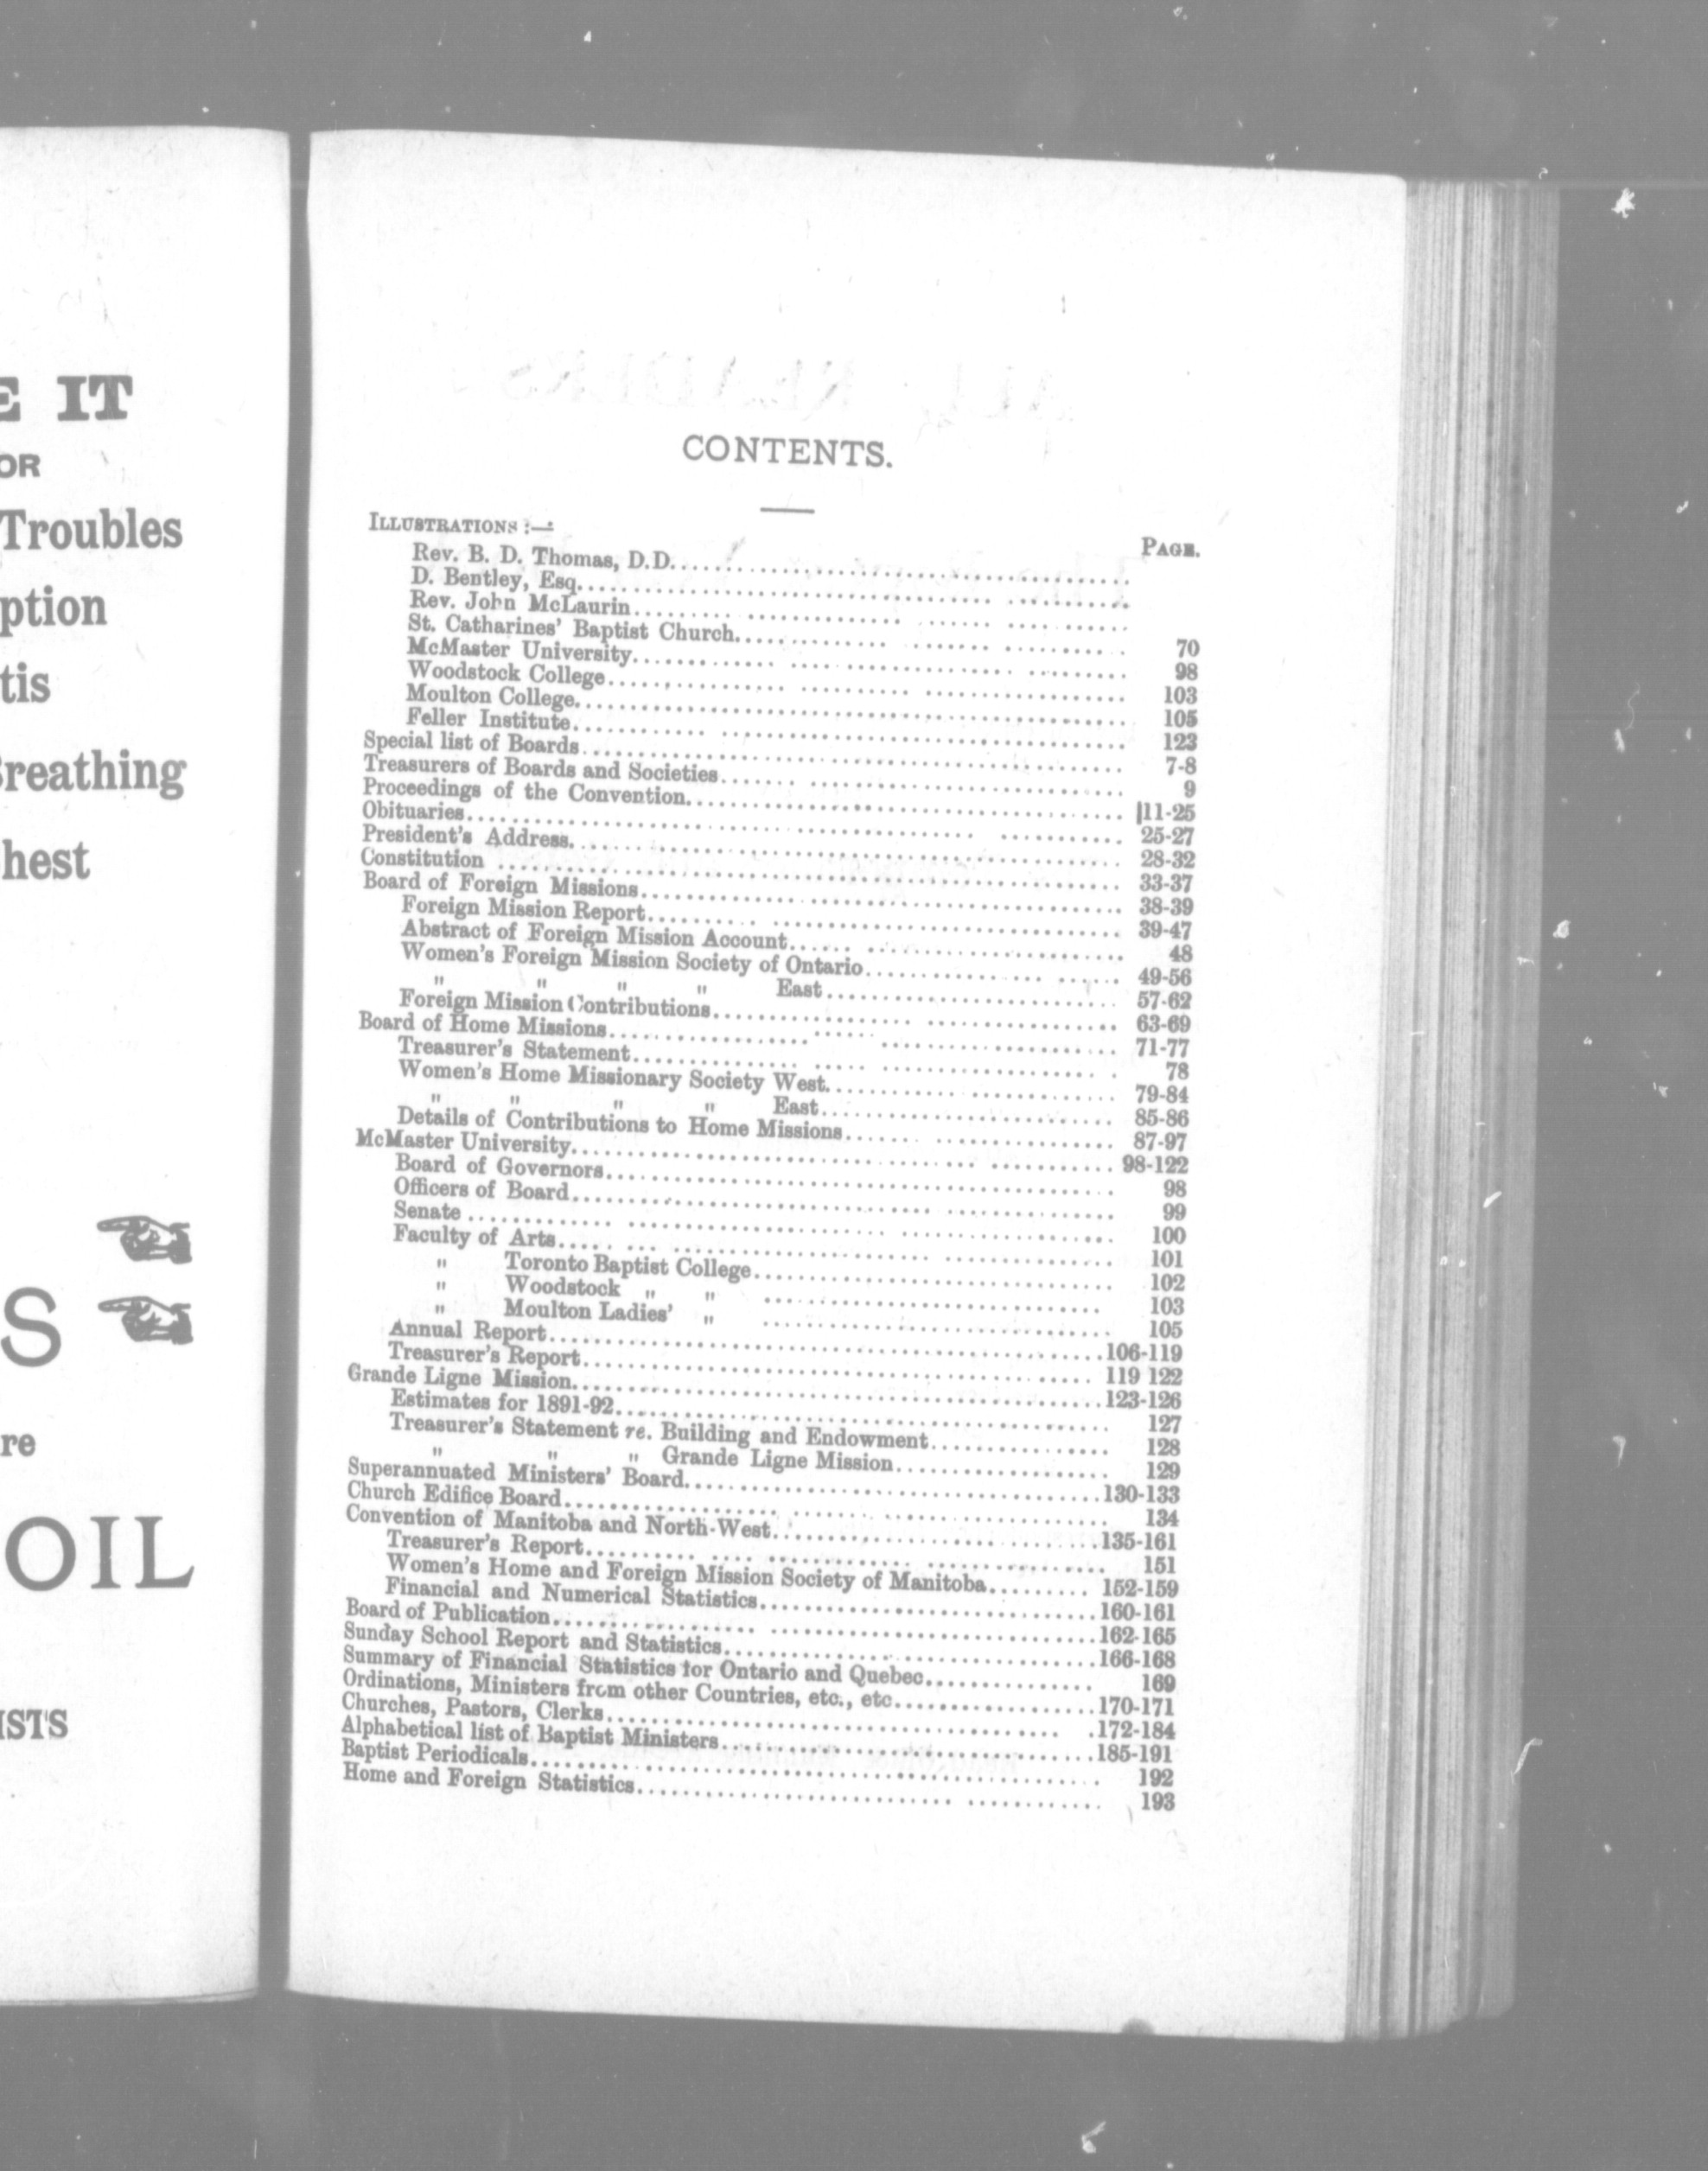 E IT
OR
Troubles
ption
tis
reathing
hest
S
re
OIL
ISTS
CONTENTS.
ILLUSTRATIONS :—
PAGE.
Rev. B. D. Thomas, D.D.
D. Bentley, Esq.
Rev. John McLaurin
St. Catharines' Baptist Church. 70
McMaster University. 98
Woodstock College 103
Moulton College. 105
Feller Institute 123
Special list of Boards 7-8
Treasurers of Boards and Societies 9
Proceedings of the Convention. 11-25
Obituaries 25-27
President's Address. 28-32
Constitution 33-37
Board of Foreign Missions 38-39
Foreign Mission Report 39-47
Abstract of Foreign Mission Account 48
Women's Foreign Mission Society of Ontario 49-56
" " " " East 57-62
Foreign Mission Contributions 63-69
Board of Home Missions 71-77
Treasurer's Statement 78
Women's Home Missionary Society West. 79-84
" " " " East 85-86
Details of Contributions to Home Missions 87-97
McMaster University. 98-122
Board of Governors 98
Officers of Board 99
Senate 100
Faculty of Arts 101
" Toronto Baptist College 102
" Woodstock " " 103
" Moulton Ladies' " 105
Annual Report 106-119
Treasurer's Report 119 122
Grande Ligne Mission. 123-126
Estimates for 1891-92 127
Treasurer's Statement re. Building and Endowment 128
" " " Grande Ligne Mission 129
Superannuated Ministers' Board. 130-133
Church Edifice Board 134
Convention of Manitoba and North-West 135-161
Treasurer's Report 151
Women's Home and Foreign Mission Society of Manitoba 152-159
Financial and Numerical Statistics 160-161
Board of Publication 162-165
Sunday School Report and Statistics 166-168
Summary of Financial Statistics for Ontario and Quebec 169
Ordinations, Ministers from other Countries, etc., etc 170-171
Churches, Pastors, Clerks 172-184
Alphabetical list of Baptist Ministers 185-191
Baptist Periodicals 192
Home and Foreign Statistics 193